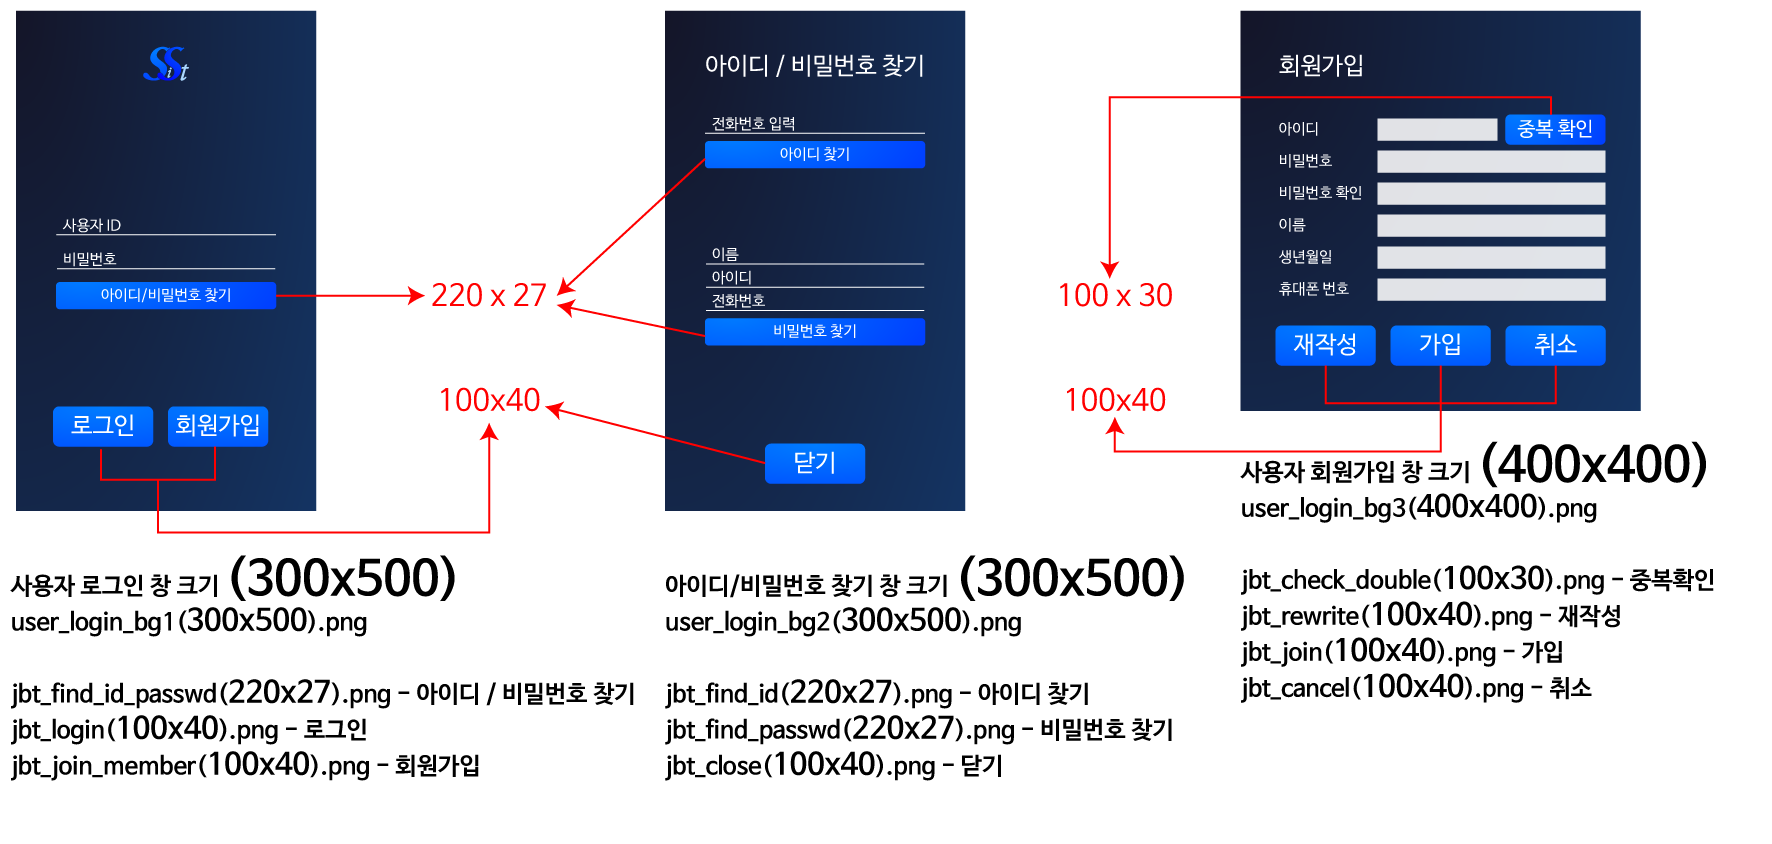 SSit
사용자 ID
비밀번호
아이디/비밀번호 찾기
로그인
회원가입
220 x 27
100x40
사용자 로그인 창 크기 (300x500)
user_login_bg1(300x500).png
jbt_find_id_passwd(220x27).png - 아이디 / 비밀번호 찾기
jbt_login(100x40).png - 로그인
jbt_join_member(100x40).png - 회원가입
아이디 / 비밀번호 찾기
전화번호 입력
아이디 찾기
이름
아이디
전화번호
비밀번호 찾기
닫기
아이디/비밀번호 찾기 창 크기 (300x500)
user_login_bg2(300x500).png
jbt_find_id(220x27).png - 아이디 찾기
jbt_find_passwd(220x27).png - 비밀번호 찾기
jbt_close(100x40).png - 닫기
100 x 30
100x40
회원가입
아이디
중복 확인
비밀번호
비밀번호 확인
이름
생년월일
휴대폰 번호
재작성
가입
취소
사용자 회원가입 창 크기 (400x400)
user_login_bg3(400x400).png
jbt_check_double(100x30).png - 중복확인
jbt_rewrite(100x40).png - 재작성
jbt_join(100x40).png - 가입
jbt_cancel(100x40).png - 취소